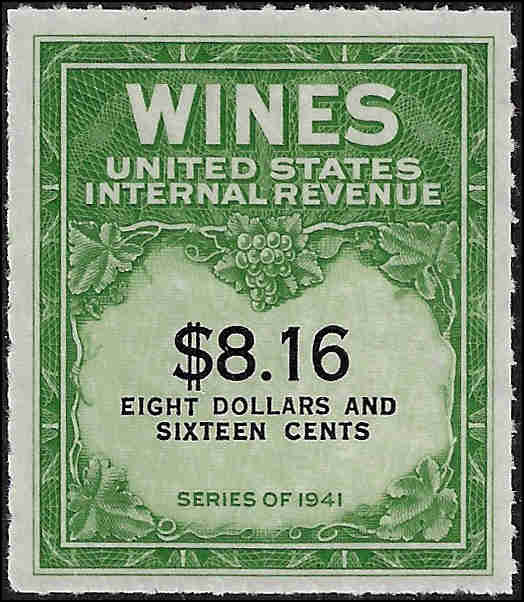 WINES
UNITED STATES
INTERNAL REVENUE
$8.16
EIGHT DOLLARS AND
SIXTEEN CENTS
SERIES OF 1941